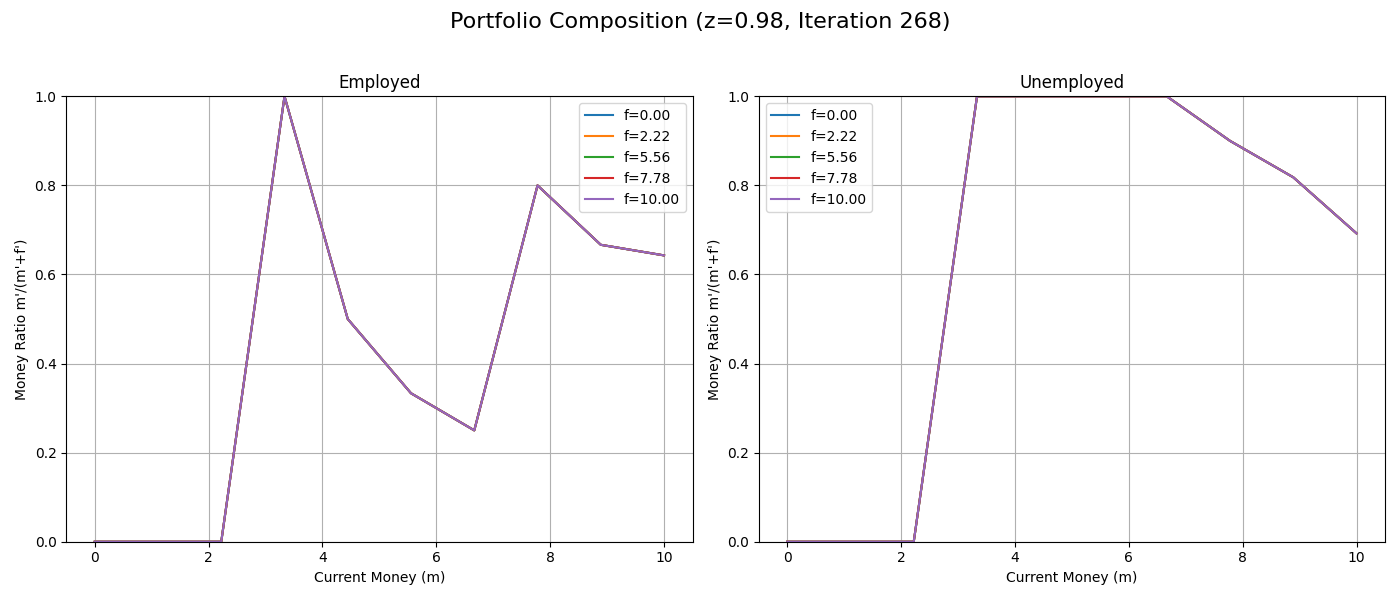 Portfolio Composition (z=0.98, Iteration 268)
Employed
Money Ratio m'/(m'+f')
1.0
0.8
0.6
0.4
0.2
0.0
0 2 4 6 8 10
Current Money (m)
f=0.00
f=2.22
f=5.56
f=7.78
f=10.00
Unemployed
Money Ratio m'/(m'+f')
1.0
0.8
0.6
0.4
0.2
0.0
0 2 4 6 8 10
Current Money (m)
f=0.00
f=2.22
f=5.56
f=7.78
f=10.00